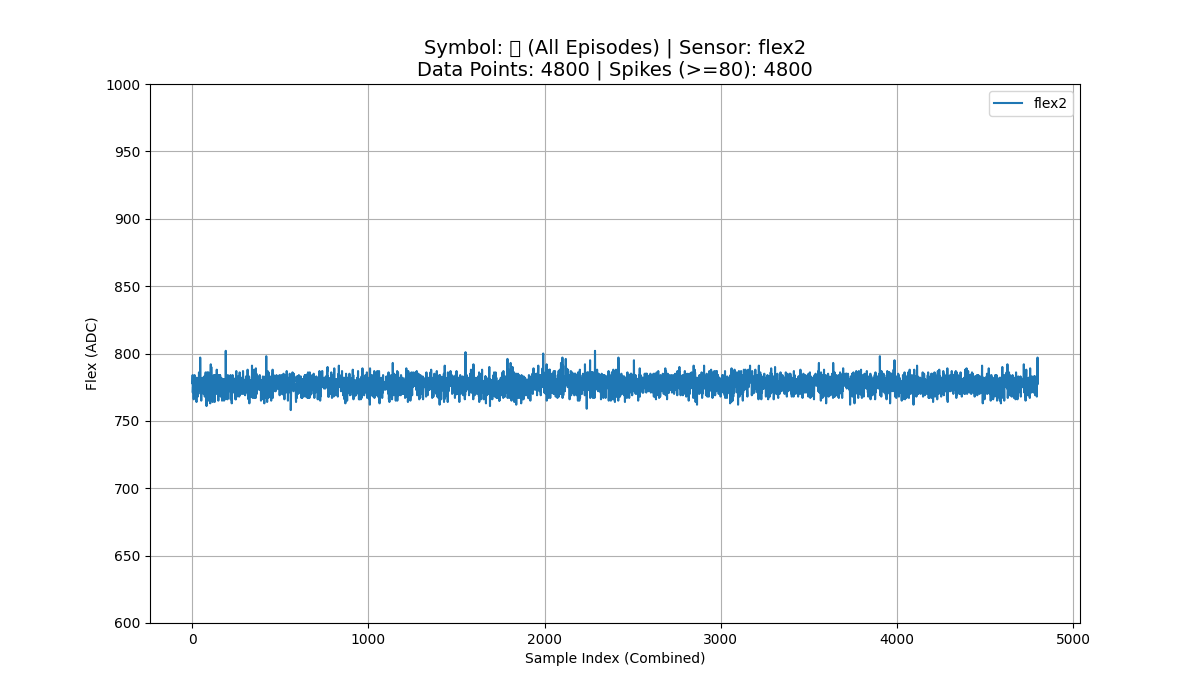 Symbol: (All Episodes) | Sensor: flex2
Data Points: 4800 | Spikes (>=80): 4800
flex2
Flex (ADC)
1000
950
900
850
800
750
700
650
600
0 1000 2000 3000 4000 5000
Sample Index (Combined)